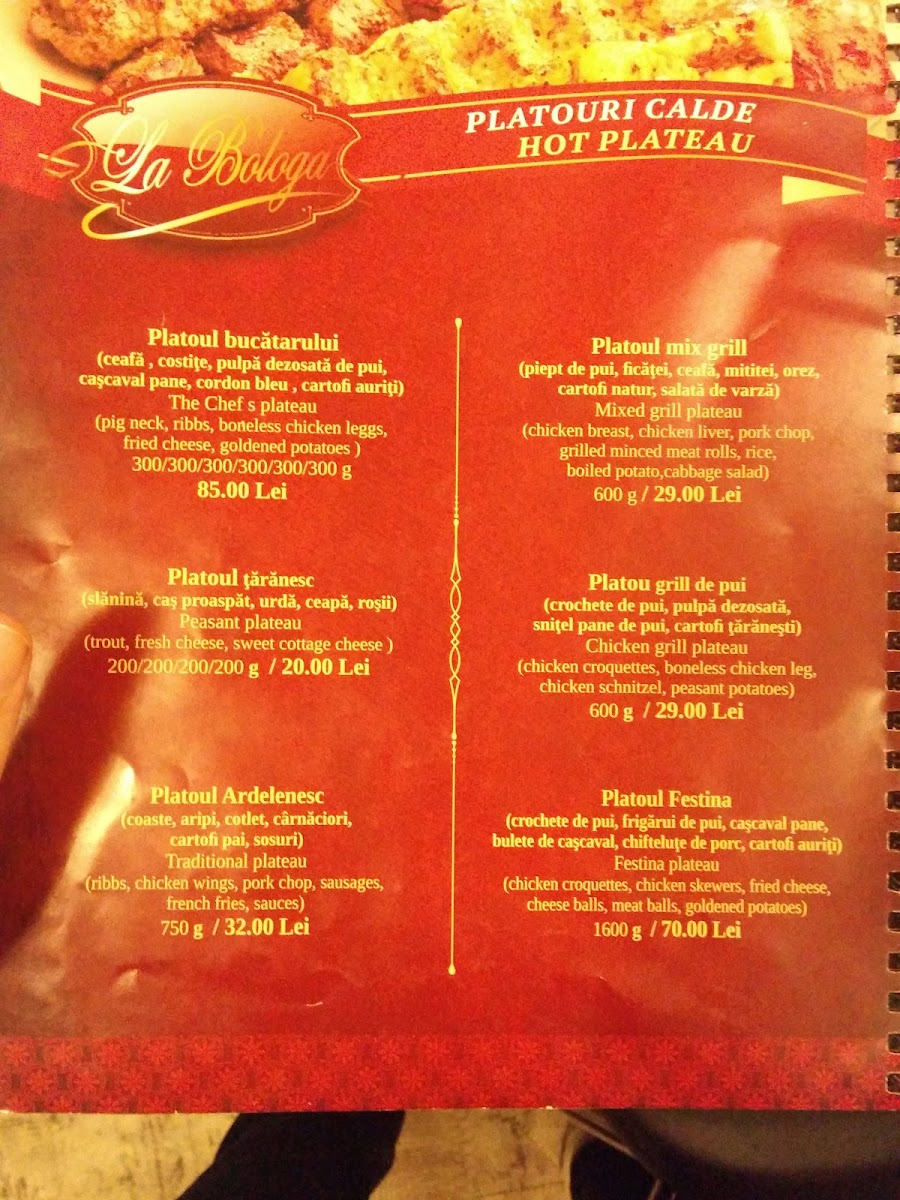 La Bologa
PLATOURI CALDE
HOT PLATEAU
Platoul bucătarului
(ceafă , costiţe, pulpă dezosată de pui,
caşcaval pane, cordon bleu , cartofi auriţi)
The Chef s plateau
(pig neck, ribbs, boneless chicken leggs,
fried cheese, goldened potatoes )
300/300/300/300/300/300 g
85.00 Lei
Platoul ţărănesc
(slănină, caş proaspăt, urdă, ceapă, roşii)
Peasant plateau
(trout, fresh cheese, sweet cottage cheese )
200/200/200/200 g / 20.00 Lei
Platoul Ardelenesc
(coaste, aripi, cotlet, cârnăciori,
cartofi pai, sosuri)
Traditional plateau
(ribbs, chicken wings, pork chop, sausages,
french fries, sauces)
750 g / 32.00 Lei
Platoul mix grill
(piept de pui, ficăţei, ceafă, mititei, orez,
cartofi natur, salată de varză)
Mixed grill plateau
(chicken breast, chicken liver, pork chop,
grilled minced meat rolls, rice,
boiled potato,cabbage salad)
600 g / 29.00 Lei
Platou grill de pui
(crochete de pui, pulpă dezosată,
sniţel pane de pui, cartofi ţărăneşti)
Chicken grill plateau
(chicken croquettes, boneless chicken leg,
chicken schnitzel, peasant potatoes)
600 g / 29.00 Lei
Platoul Festina
(crochete de pui, frigărui de pui, caşcaval pane,
bulete de caşcaval, chifteluţe de porc, cartofi auriţi)
Festina plateau
(chicken croquettes, chicken skewers, fried cheese,
cheese balls, meat balls, goldened potatoes)
1600 g / 70.00 Lei